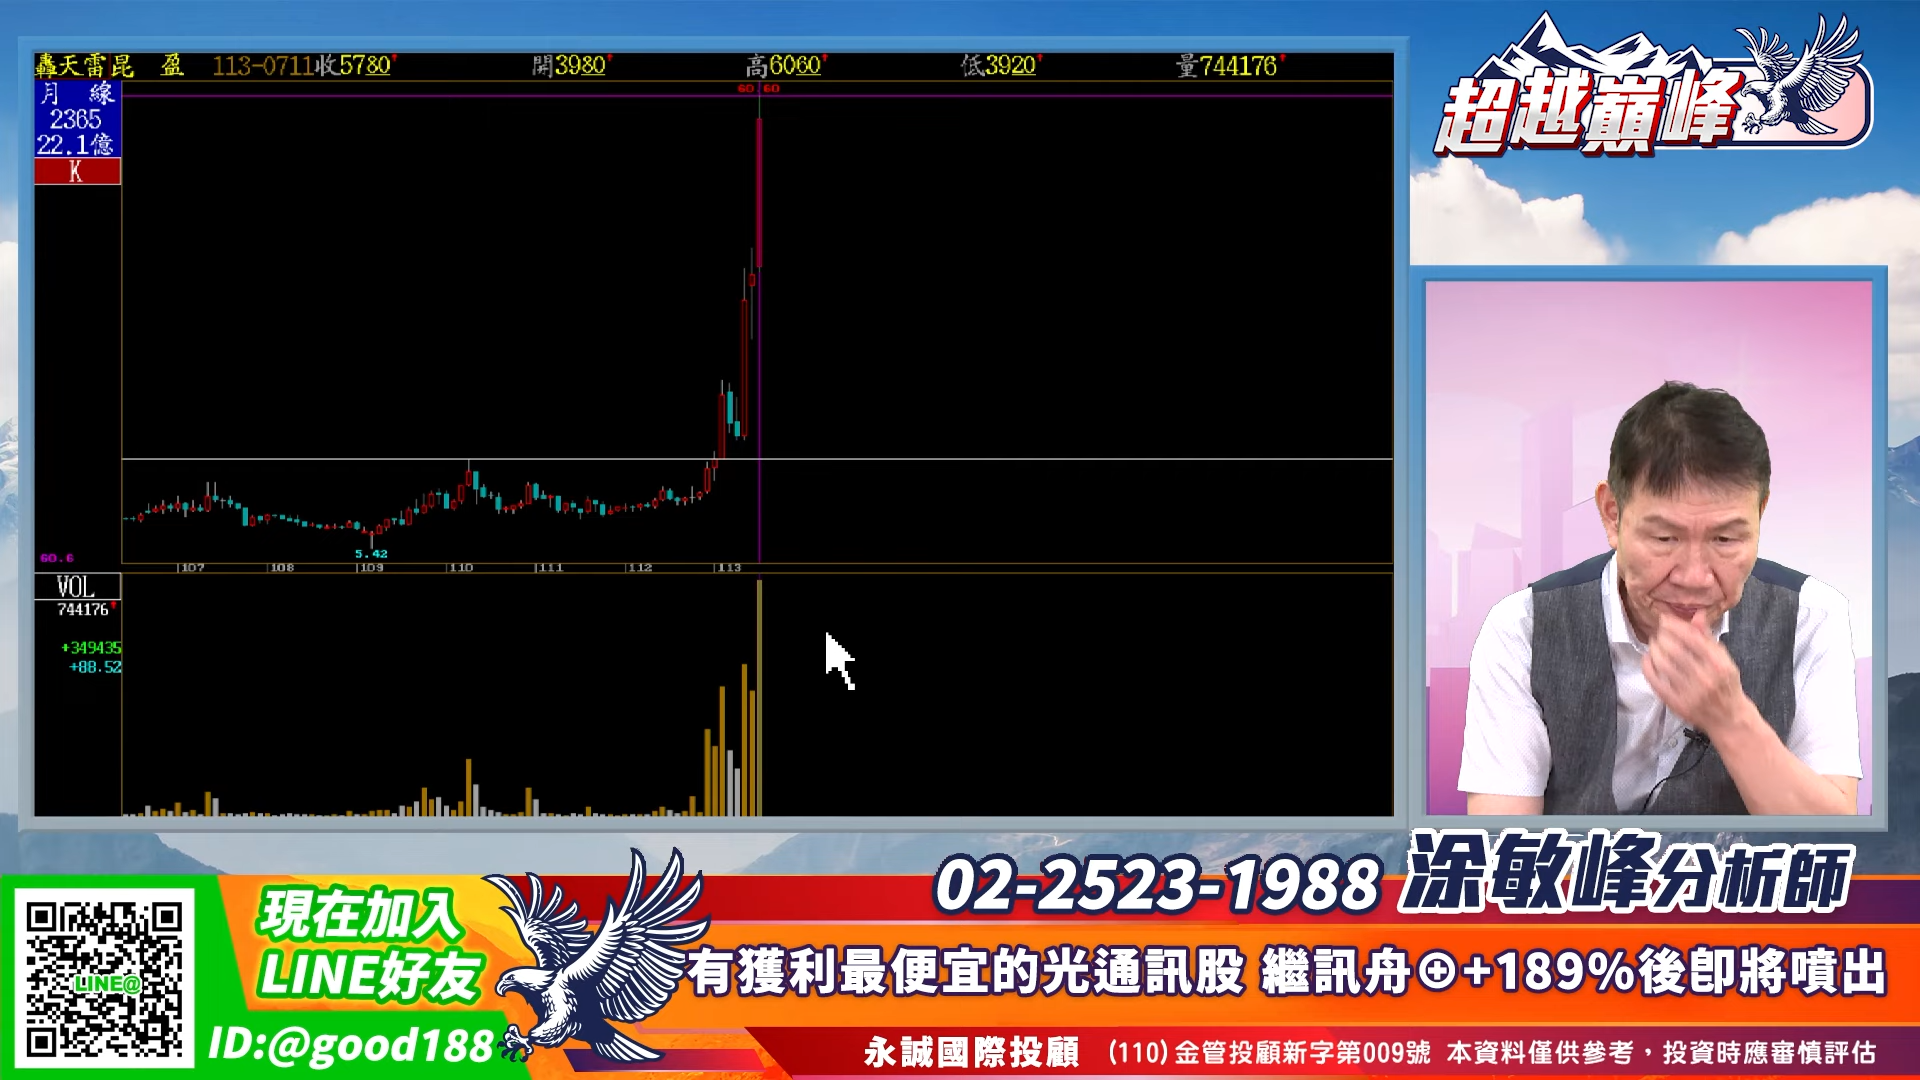 轟天雷昆 盈 113-0711收5780 開3980 高6060 低3920 量744176
月 線
2365
22.1億
K
60.60
5.42
60.6
107 108 109 110 111 112 113
VOL
744176
+349435
+88.52
超越巔峰
02-2523-1988 涂敏峰分析師
現在加入
LINE好友
LINE@
ID:@good188
有獲利最便宜的光通訊股 繼訊舟⊕+189%後即將噴出
永誠國際投顧 (110)金管投顧新字第009號 本資料僅供參考，投資時應審慎評估